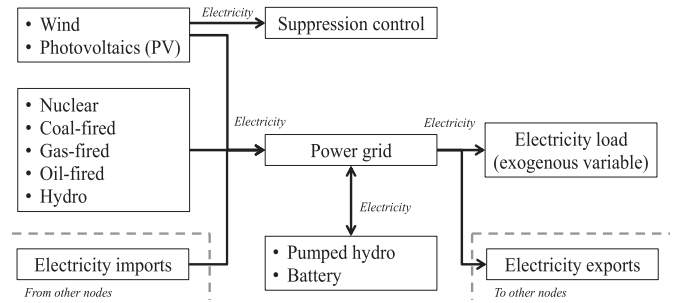 • Wind
• Photovoltaics (PV)
Electricity
Suppression control
• Nuclear
• Coal-fired
• Gas-fired
• Oil-fired
• Hydro
Electricity
Power grid
Electricity
Electricity load
(exogenous variable)
Electricity
• Pumped hydro
• Battery
Electricity imports
From other nodes
Electricity exports
To other nodes